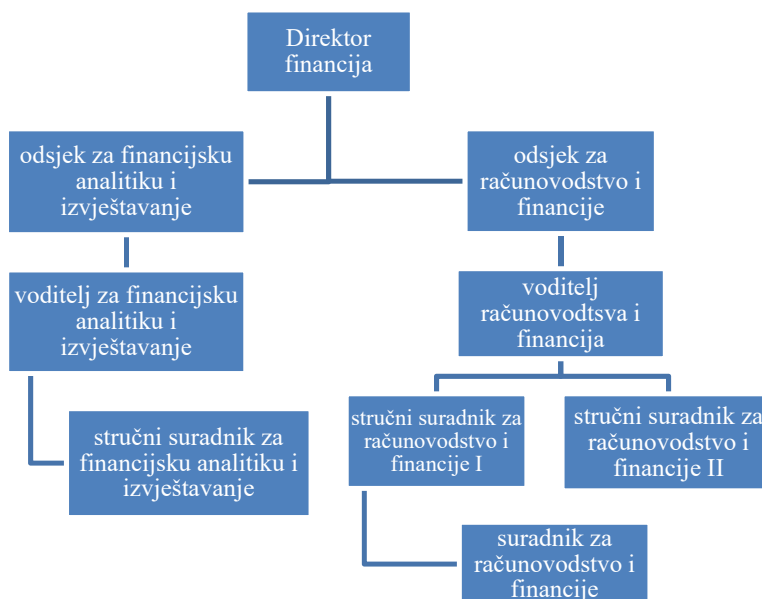 Direktor
financija
odsjek za financijsku
analitiku i
izvještavanje
odsjek za
računovodstvo i
financije
voditelj za financijsku
analitiku i
izvještavanje
voditelj
računovodtsva i
financija
stručni suradnik za
financijsku analitiku i
izvještavanje
stručni suradnik za
računovodstvo i
financije I
stručni suradnik za
računovodstvo i
financije II
suradnik za
računovodstvo i
financije